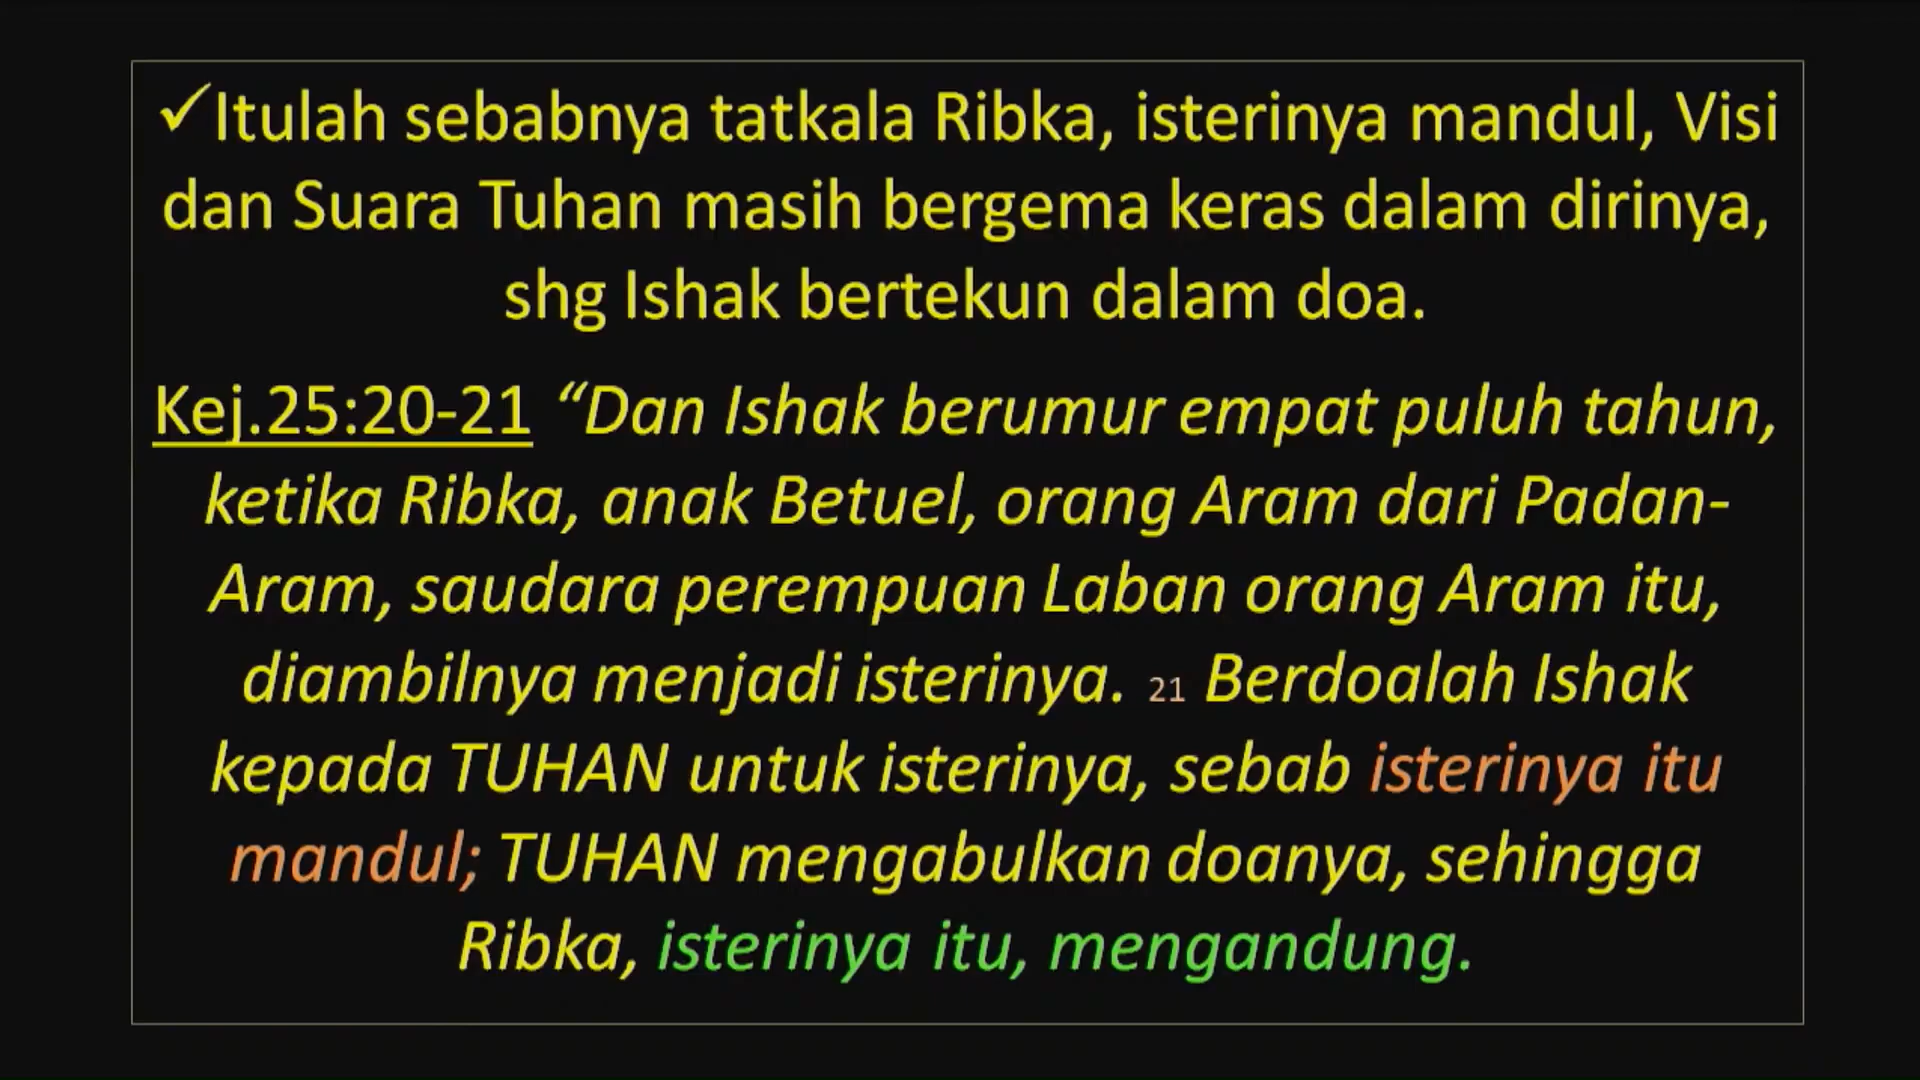 ✓Itulah sebabnya tatkala Ribka, isterinya mandul, Visi
dan Suara Tuhan masih bergema keras dalam dirinya,
shg Ishak bertekun dalam doa.
Kej.25:20-21 “Dan Ishak berumur empat puluh tahun,
ketika Ribka, anak Betuel, orang Aram dari Padan-
Aram, saudara perempuan Laban orang Aram itu,
diambilnya menjadi isterinya. 21 Berdoalah Ishak
kepada TUHAN untuk isterinya, sebab isterinya itu
mandul; TUHAN mengabulkan doanya, sehingga
Ribka, isterinya itu, mengandung.